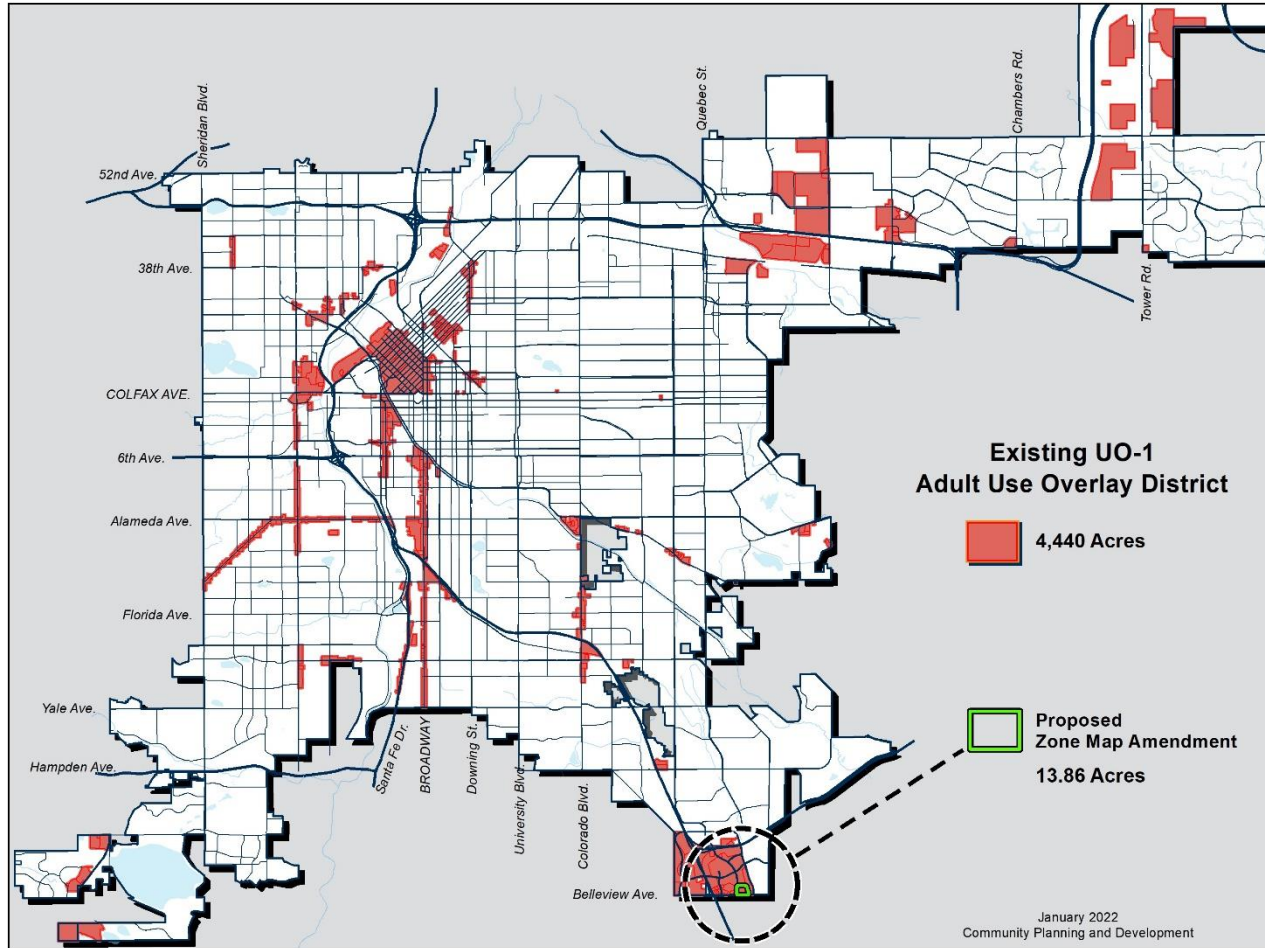 Sheridan Blvd.
Quebec St.
Chambers Rd.
52nd Ave.
38th Ave.
Tower Rd.
COLFAX AVE.
6th Ave.
Existing UO-1
Adult Use Overlay District
4,440 Acres
Alameda Ave.
Florida Ave.
Yale Ave.
Hampden Ave.
Santa Fe Dr.
BROADWAY
Downing St.
University Blvd.
Colorado Blvd.
Proposed
Zone Map Amendment
13.86 Acres
Belleview Ave.
January 2022
Community Planning and Development